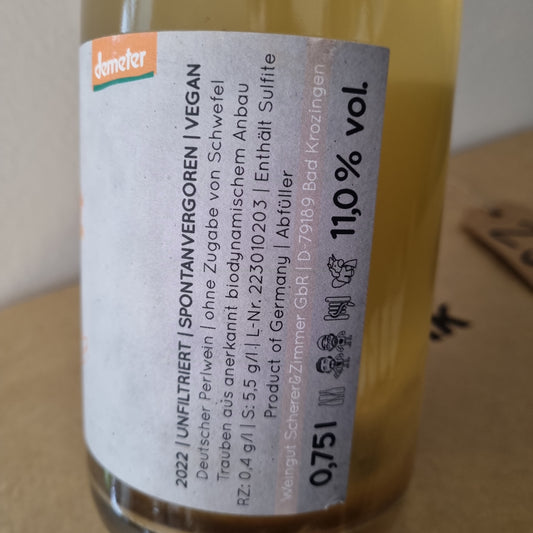 demeter
2022 | UNFILTRIERT | SPONTANVERGOREN | VEGAN
Deutscher Perlwein | ohne Zugabe von Schwefel
Trauben aus anerkannt biodynamischem Anbau
RZ: 0,4 g/l | S: 5,5 g/l | L-Nr. 223010203 | Enthält Sulfite
Product of Germany | Abfüller
Weingut Scherer&Zimmer GbR | D-79189 Bad Krozingen
0,75 l 11,0 % vol.